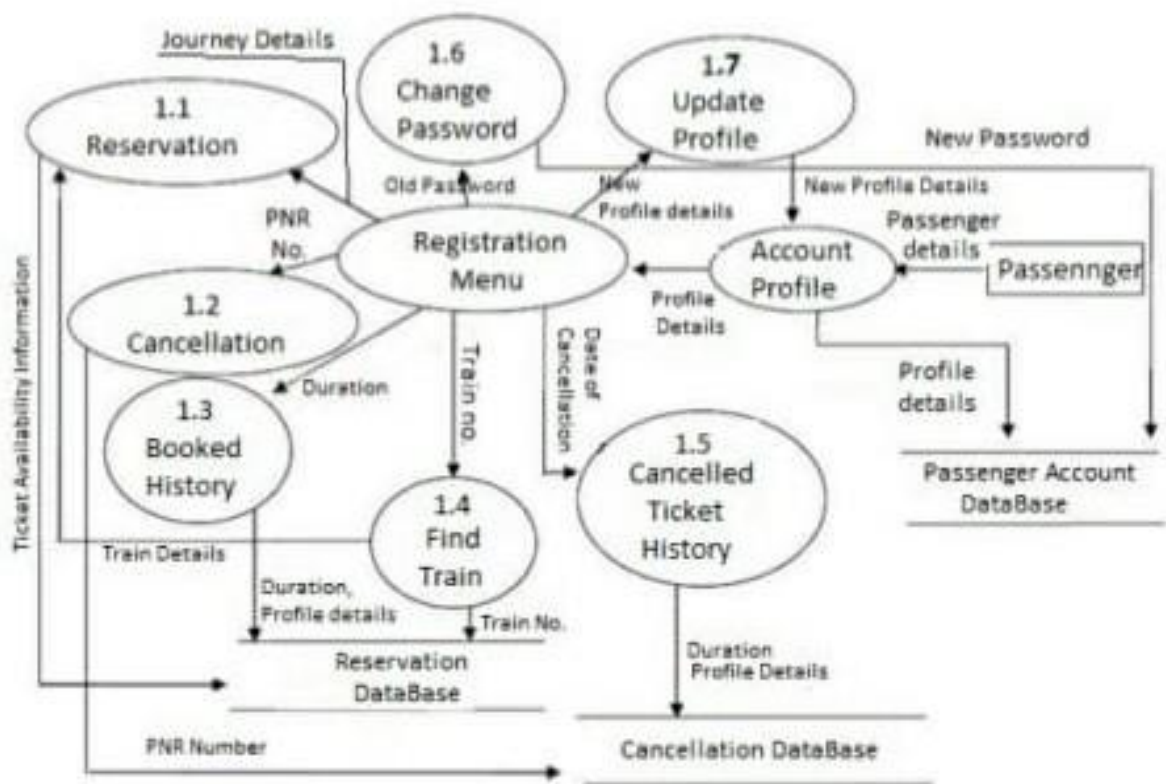 Journey Details
1.6
Change
Password
1.7
Update
Profile
1.1
Reservation
New Password
Old Password
New
Profile details
New Profile Details
PNR
No.
Registration
Menu
Passenger
details
Account
Profile
Passennger
Profile
Details
1.2
Cancellation
Duration
Train no.
Date of
Cancellation
Profile
details
Ticket Availability Information
1.3
Booked
History
1.4
Find
Train
1.5
Cancelled
Ticket
History
Passenger Account
DataBase
Train Details
Duration,
Profile details
Train No.
Reservation
DataBase
Duration
Profile Details
PNR Number
Cancellation DataBase